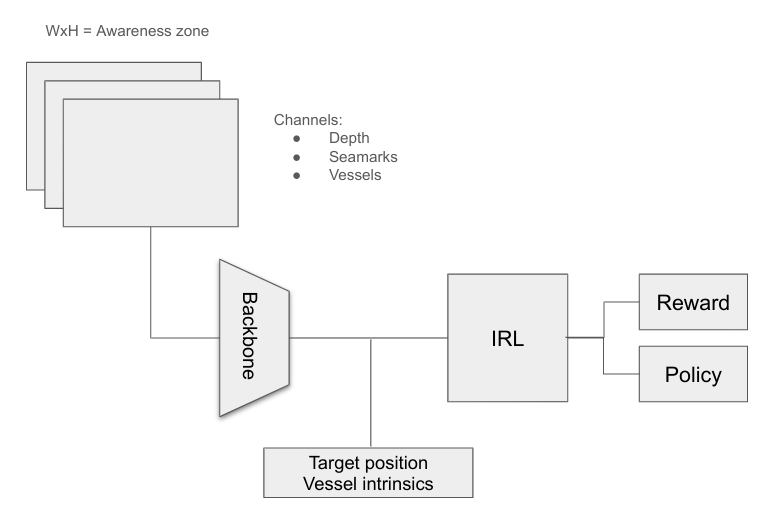 WxH = Awareness zone
Channels:
● Depth
● Seamarks
● Vessels
Backbone
IRL
Reward
Policy
Target position
Vessel intrinsics